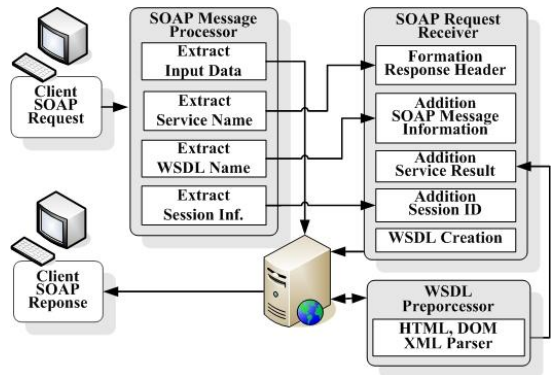 SOAP Message
Processor
Extract
Input Data
Extract
Service Name
Extract
WSDL Name
Extract
Session Inf.
SOAP Request
Receiver
Formation
Response Header
Addition
SOAP Message
Information
Addition
Service Result
Addition
Session ID
WSDL Creation
Client
SOAP
Request
Client
SOAP
Reponse
WSDL
Preporcessor
HTML, DOM
XML Parser